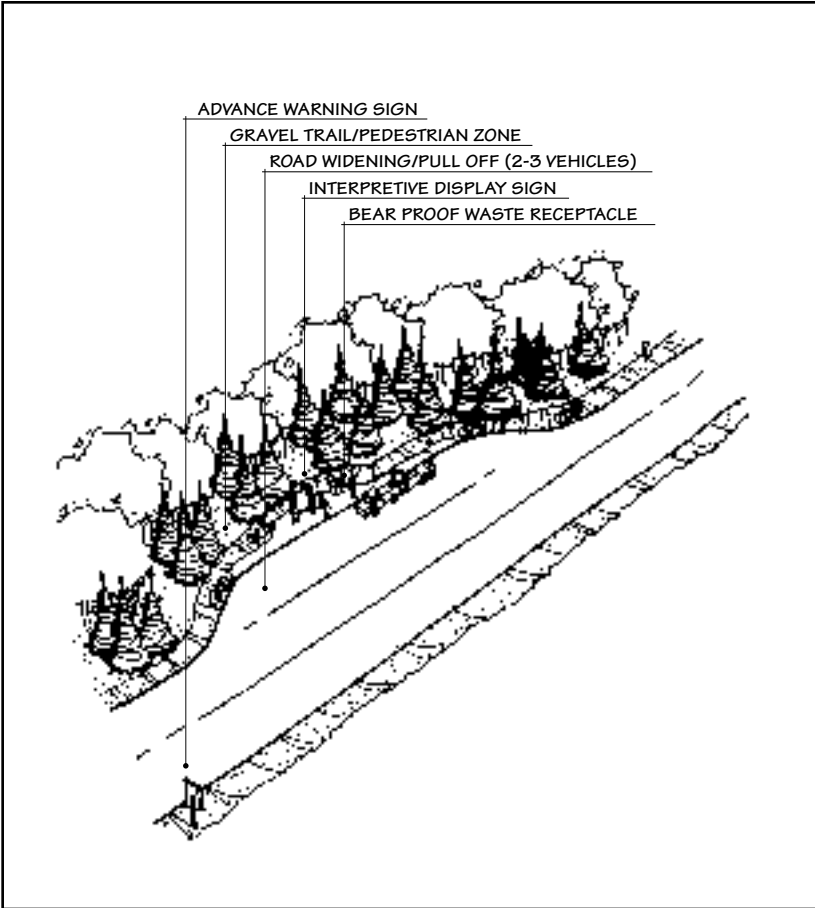 ADVANCE WARNING SIGN
GRAVEL TRAIL/PEDESTRIAN ZONE
ROAD WIDENING/PULL OFF (2-3 VEHICLES)
INTERPRETIVE DISPLAY SIGN
BEAR PROOF WASTE RECEPTACLE